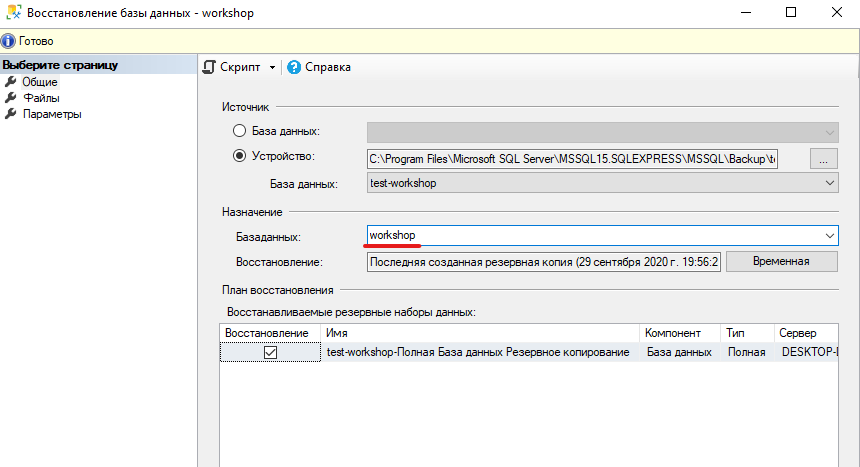 Восстановление базы данных - workshop
Готово
Выберите страницу
Общие
Файлы
Параметры
Скрипт
Справка
Источник
База данных:
Устройство: C:\Program Files\Microsoft SQL Server\MSSQL15.SQLEXPRESS\MSSQL\Backup\te ...
База данных: test-workshop
Назначение
Базаданных: workshop
Восстановление: Последняя созданная резервная копия (29 сентября 2020 г. 19:56:2 Временная
План восстановления
Восстанавливаемые резервные наборы данных:
Восстановление Имя Компонент Тип Сервер
test-workshop-Полная База данных Резервное копирование База данных Полная DESKTOP-